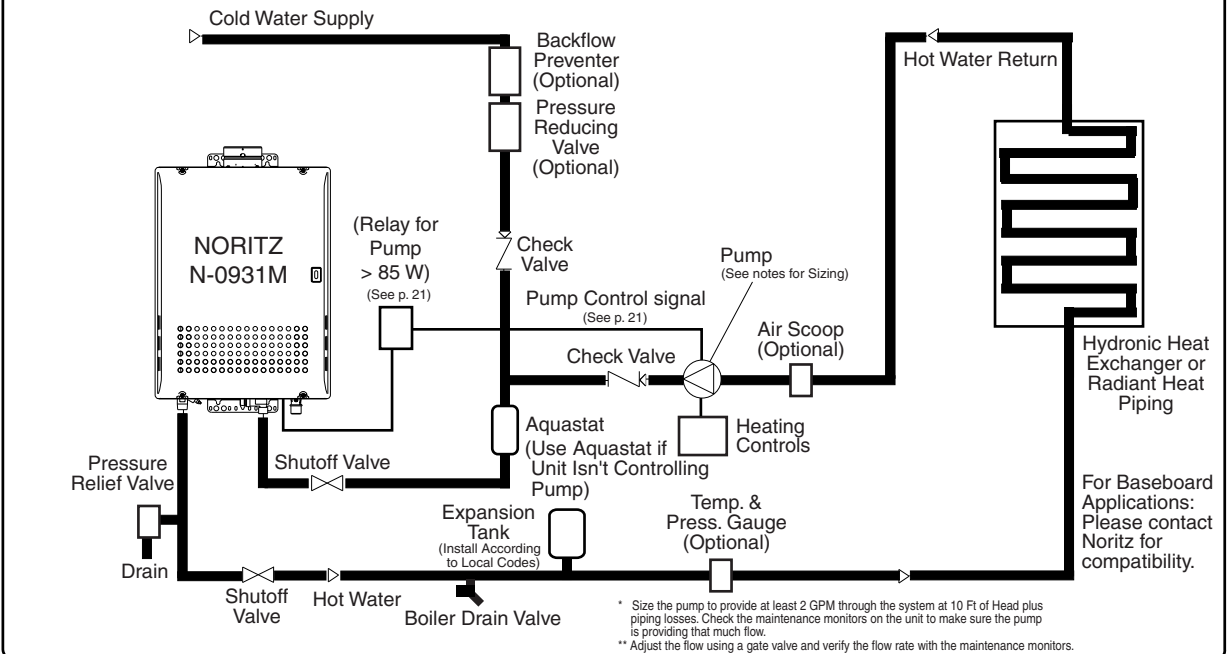 Cold Water Supply
Backflow
Preventer
(Optional)
Pressure
Reducing
Valve
(Optional)
Hot Water Return
NORITZ
N-0931M
(Relay for
Pump
> 85 W)
(See p. 21)
Check
Valve
Pump
(See notes for Sizing)
Pump Control signal
(See p. 21)
Air Scoop
(Optional)
Check Valve
Hydronic Heat
Exchanger or
Radiant Heat
Piping
Aquastat
(Use Aquastat if
Unit Isn't Controlling
Pump)
Heating
Controls
Pressure
Relief Valve
Shutoff Valve
Expansion
Tank
(Install According
to Local Codes)
Temp. &
Press. Gauge
(Optional)
For Baseboard
Applications:
Please contact
Noritz for
compatibility.
Drain
Shutoff
Valve
Hot Water
Boiler Drain Valve
* Size the pump to provide at least 2 GPM through the system at 10 Ft of Head plus
piping losses. Check the maintenance monitors on the unit to make sure the pump
is providing that much flow.
** Adjust the flow using a gate valve and verify the flow rate with the maintenance monitors.